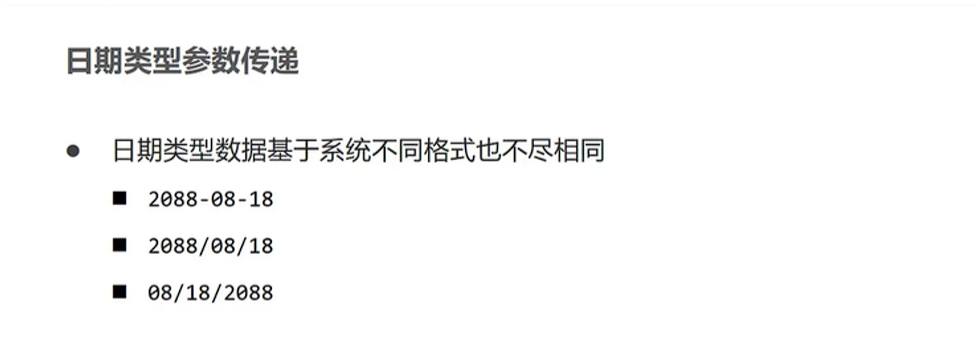 日期类型参数传递
● 日期类型数据基于系统不同格式也不尽相同
■ 2088-08-18
■ 2088/08/18
■ 08/18/2088